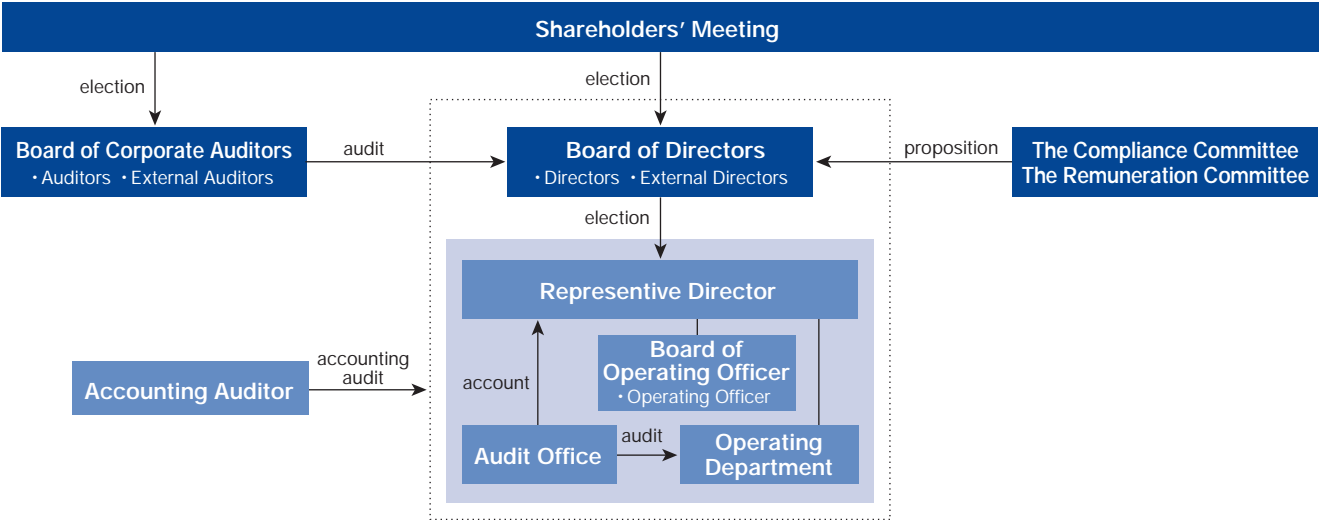 Shareholders' Meeting
election
election
Board of Corporate Auditors
・Auditors ・External Auditors
audit
Board of Directors
・Directors ・External Directors
proposition
The Compliance Committee
The Remuneration Committee
election
Representive Director
Board of
Operating Officer
・Operating Officer
accounting
audit
Accounting Auditor
account
Audit Office
audit
Operating
Department